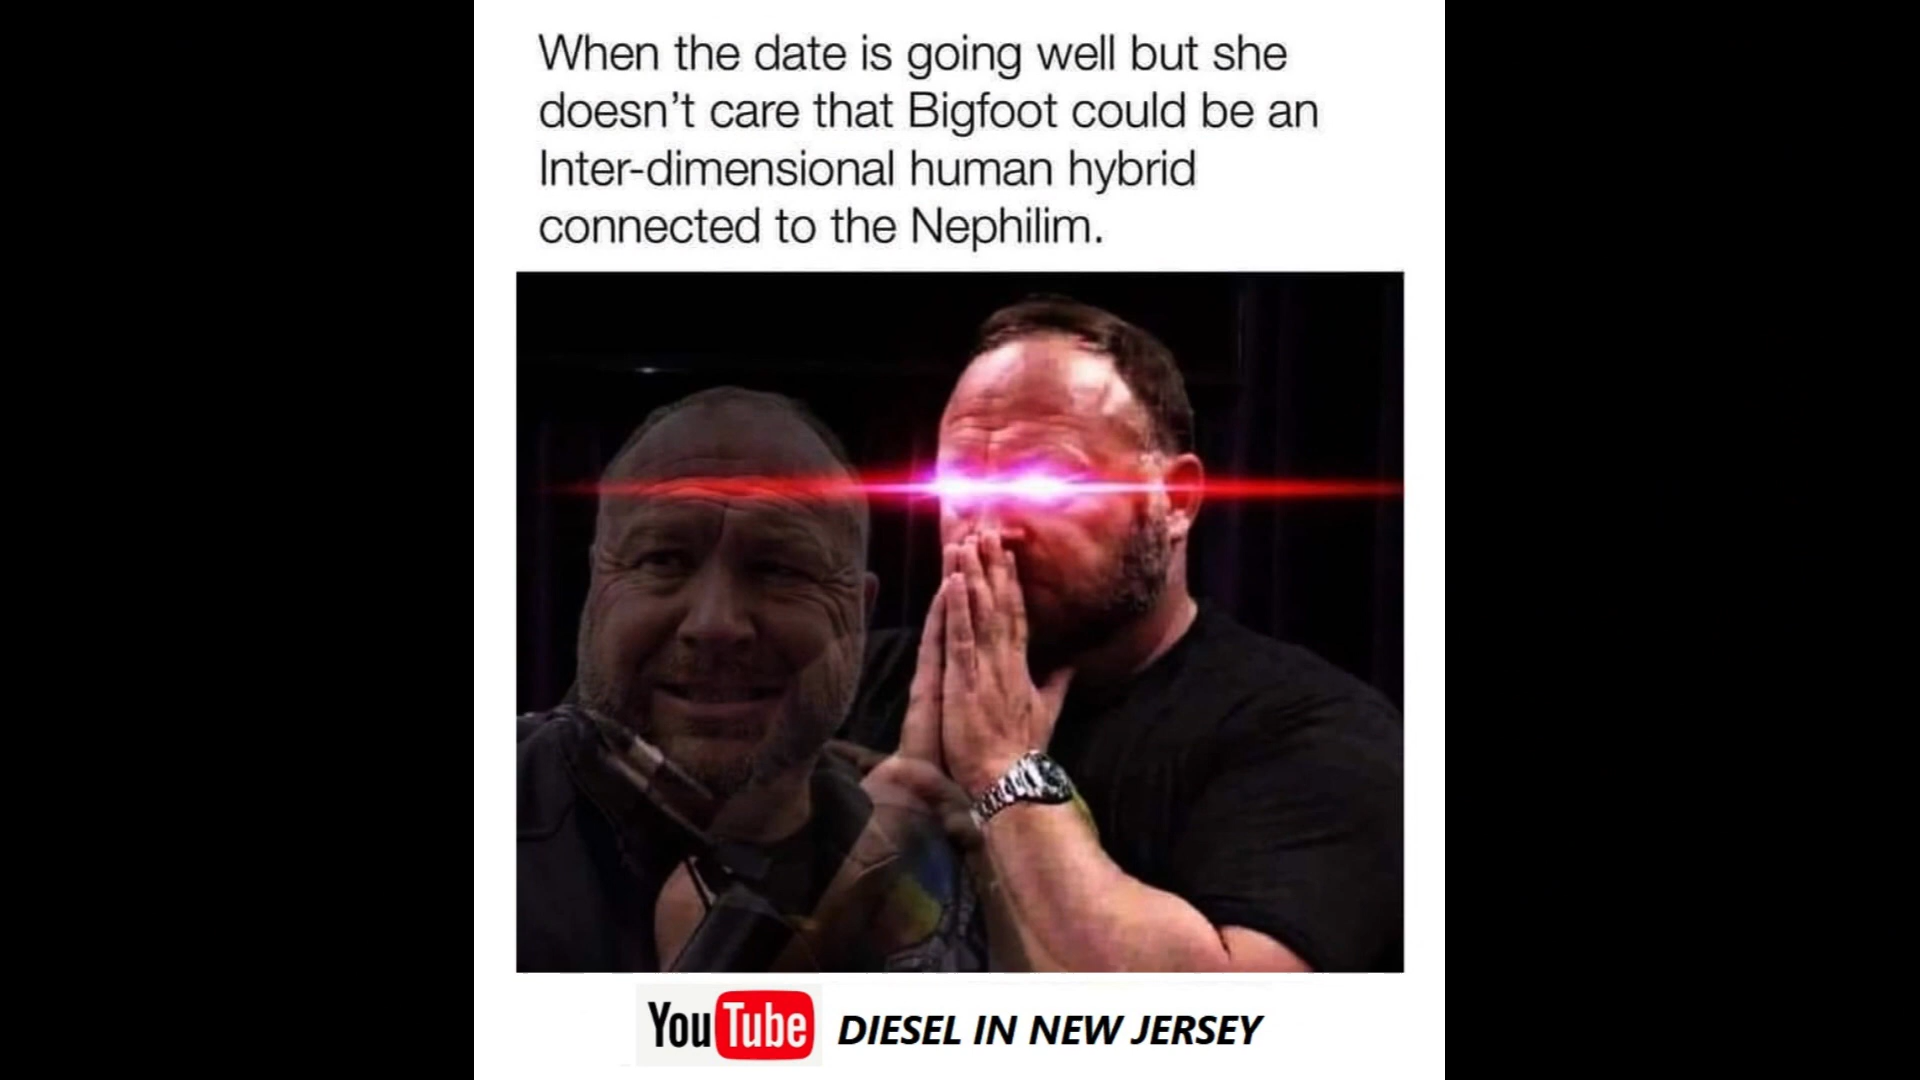 When the date is going well but she
doesn't care that Bigfoot could be an
Inter-dimensional human hybrid
connected to the Nephilim.
YouTube DIESEL IN NEW JERSEY